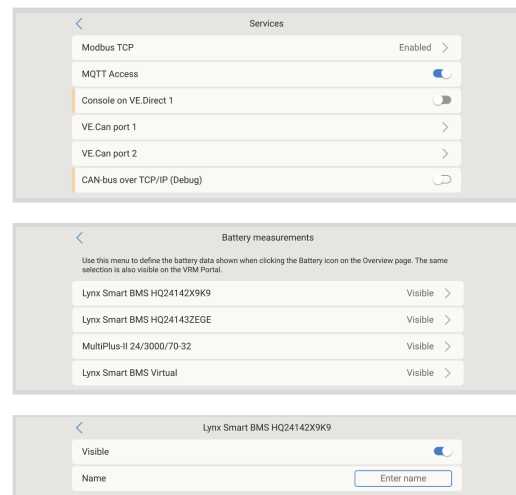 Services
Modbus TCP Enabled
MQTT Access
Console on VE.Direct 1
VE.Can port 1
VE.Can port 2
CAN-bus over TCP/IP (Debug)
Battery measurements
Use this menu to define the battery data shown when clicking the Battery icon on the Overview page. The same
selection is also visible on the VRM Portal.
Lynx Smart BMS HQ24142X9K9 Visible
Lynx Smart BMS HQ24143ZEGE Visible
MultiPlus-II 24/3000/70-32 Visible
Lynx Smart BMS Virtual Visible
Lynx Smart BMS HQ24142X9K9
Visible
Name Enter name